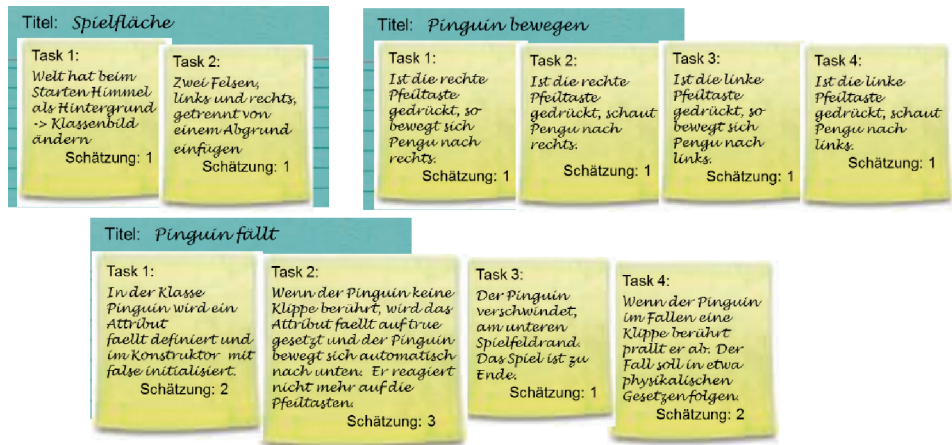 Titel: Spielfläche
Task 1:
Welt hat beim
Starten Himmel
als Hintergrund
-> Klassenbild
ändern
Schätzung: 1
Task 2:
Zwei Felsen,
links und rechts,
getrennt von
einem Abgrund
einfügen
Schätzung: 1
Titel: Pinguin bewegen
Task 1:
Ist die rechte
Pfeiltaste
gedrückt, so
bewegt sich
Pengu nach
rechts.
Schätzung: 1
Task 2:
Ist die rechte
Pfeiltaste
gedrückt, schaut
Pengu nach
rechts.
Schätzung: 1
Task 3:
Ist die linke
Pfeiltaste
gedrückt, so
bewegt sich
Pengu nach
links.
Schätzung: 1
Task 4:
Ist die linke
Pfeiltaste
gedrückt, schaut
Pengu nach
links.
Schätzung: 1
Titel: Pinguin fällt
Task 1:
In der Klasse
Pinguin wird ein
Attribut
faellt definiert und
im Konstruktor mit
false initialisiert.
Schätzung: 2
Task 2:
Wenn der Pinguin keine
Klippe berührt, wird das
Attribut faellt auf true
gesetzt und der Pinguin
bewegt sich automatisch
nach unten. Er reagiert
nicht mehr auf die
Pfeiltasten.
Schätzung: 3
Task 3:
Der Pinguin
verschwindet,
am unteren
Spielfeldrand.
Das Spiel ist zu
Ende.
Schätzung: 1
Task 4:
Wenn der Pinguin
im Fallen eine
Klippe berührt
prallt er ab. Der
Fall soll in etwa
physikalischen
Gesetzen folgen.
Schätzung: 2